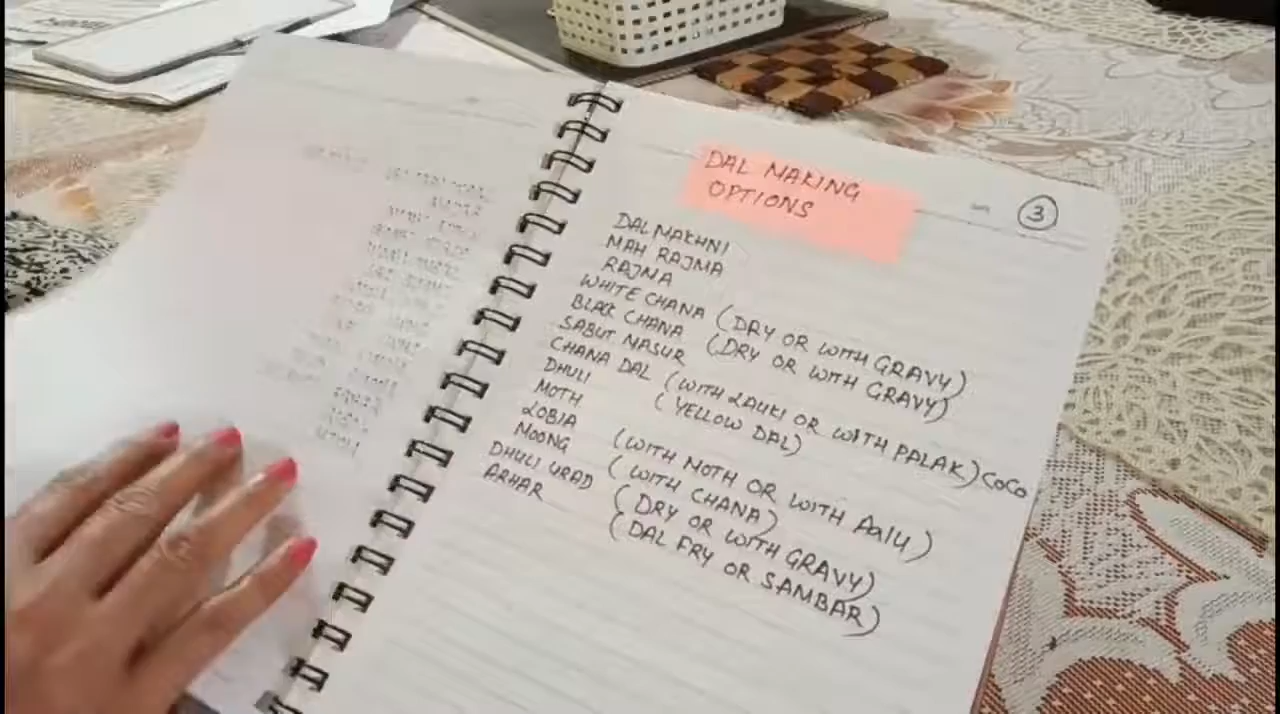 DAL MAKING
OPTIONS
3
DAL MAKHNI
MAH RAJMA
RAJMA
WHITE CHANA (DRY OR WITH GRAVY)
BLACK CHANA (DRY OR WITH GRAVY)
SABUT MASUR
CHANA DAL (WITH LAUKI OR WITH PALAK) COCO
DHULI (YELLOW DAL)
MOTH
LOBIA (WITH MOTH OR WITH AALU)
MOONG (WITH CHANA)
DHULI URAD (DRY OR WITH GRAVY)
ARHAR (DAL FRY OR SAMBAR)